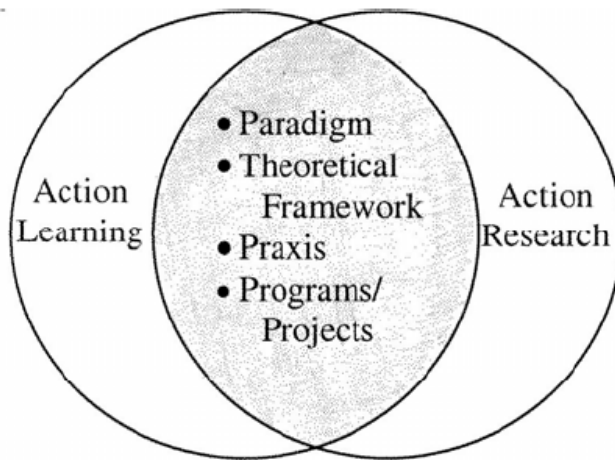 Action
Learning
• Paradigm
• Theoretical
Framework
• Praxis
• Programs/
Projects
Action
Research